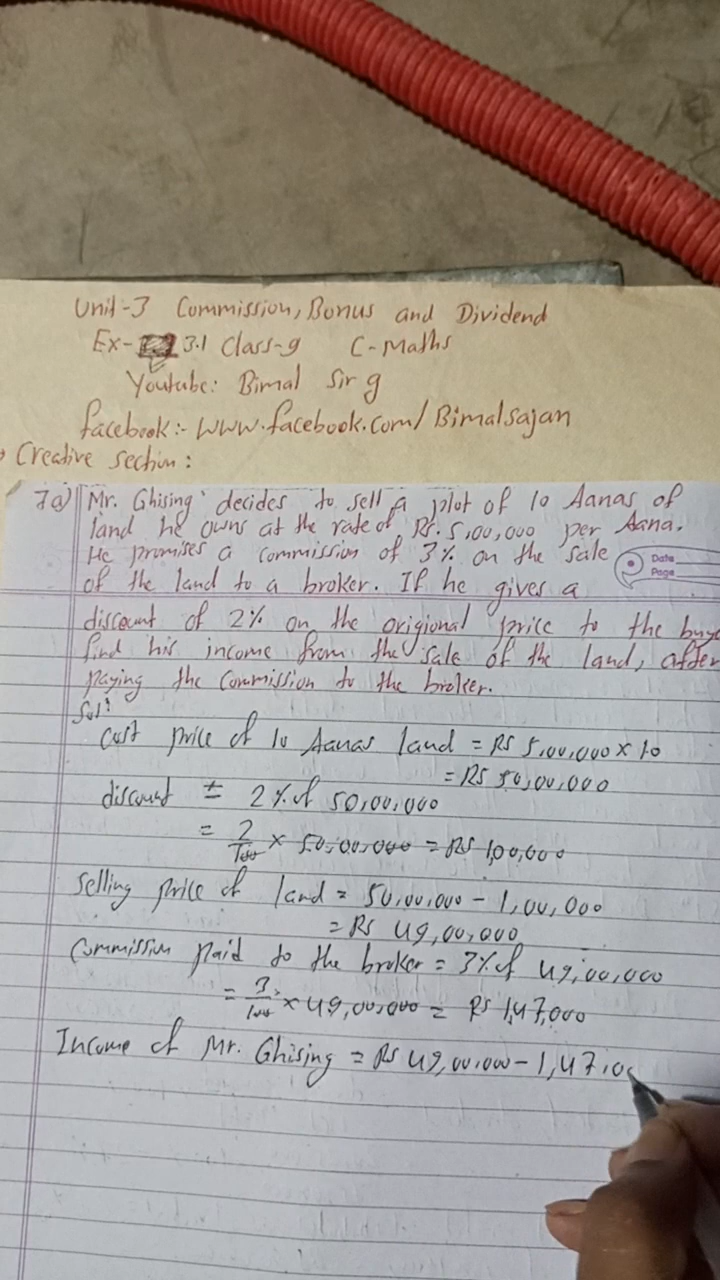 Unit-3 Commission, Bonus and Dividend
Ex- 3.1 Class-9 C-Maths
Youtube: Bimal Sir g
facebook:- www.facebook.com/Bimalsajan
Creative section:
7a) Mr. Ghising decides to sell a plot of 10 Aanas of
land he owns at the rate of Rs. 5,00,000 per Aana.
He promises a commission of 3% on the sale
Date
Page
of the land to a broker. If he gives a
discount of 2% on the origional price to the buye
find his income from the sale of the land, after
paying the commission to the broker.
Sol:
Cost price of 10 Aanas land = Rs 5,00,000 × 10
= Rs 50,00,000
discount = 2% of 50,00,000
= 2/100 × 50,00,000 = Rs 1,00,000
Selling price of land = 50,00,000 - 1,00,000
= Rs 49,00,000
Commission paid to the broker = 3% of 49,00,000
= 3/100 × 49,00,000 = Rs 1,47,000
Income of Mr. Ghising = Rs 49,00,000 - 1,47,00